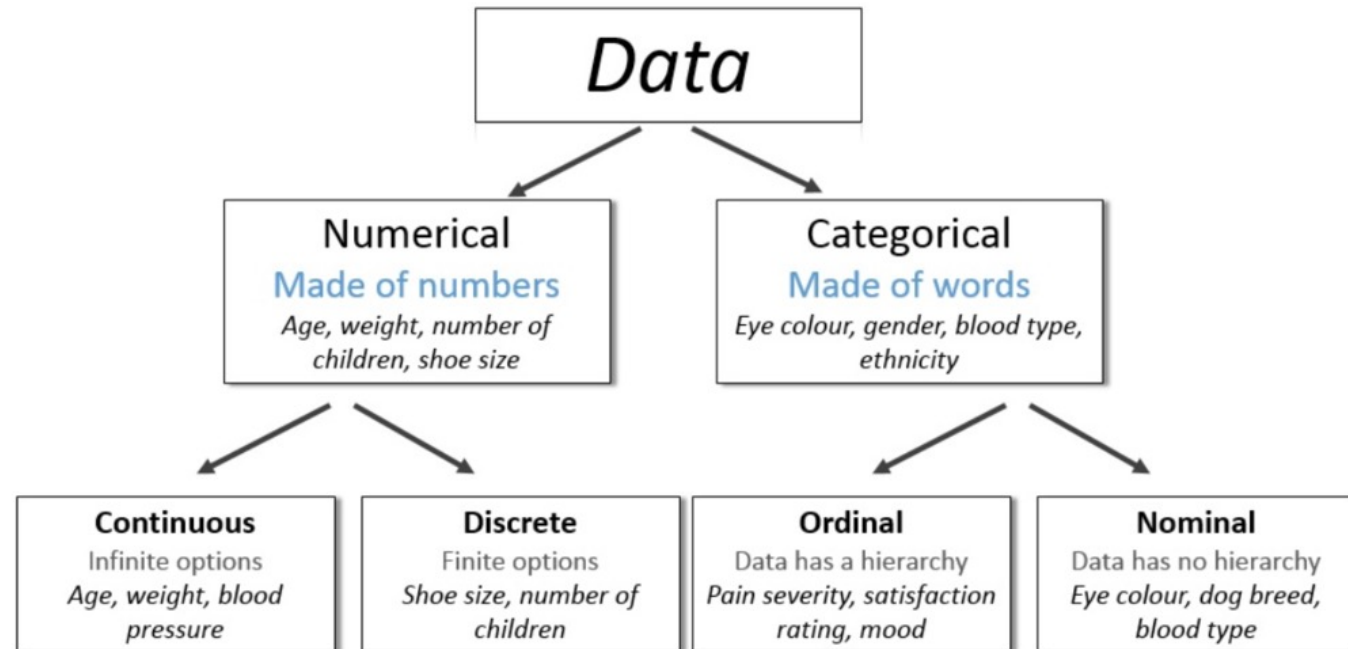 Data
Numerical
Made of numbers
Age, weight, number of
children, shoe size
Categorical
Made of words
Eye colour, gender, blood type,
ethnicity
Continuous
Infinite options
Age, weight, blood
pressure
Discrete
Finite options
Shoe size, number of
children
Ordinal
Data has a hierarchy
Pain severity, satisfaction
rating, mood
Nominal
Data has no hierarchy
Eye colour, dog breed,
blood type